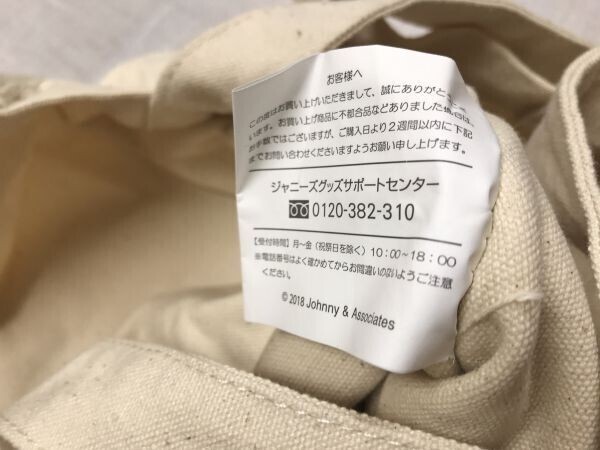 お客様へ
この度はお買い上げいただきまして、誠にありがとう
います。お買い上げ商品に不都合品などありました場合は、
お手数ではございますが、ご購入日より2週間以内に下記
までお問い合わせくださいますようお願い申し上げます。
ジャニーズグッズサポートセンター
0120-382-310
【受付時間】月～金（祝祭日を除く）10:00～18:00
※電話番号はよく確かめてからお間違いのないようご注意
ください。
© 2018 Johnny & Associates